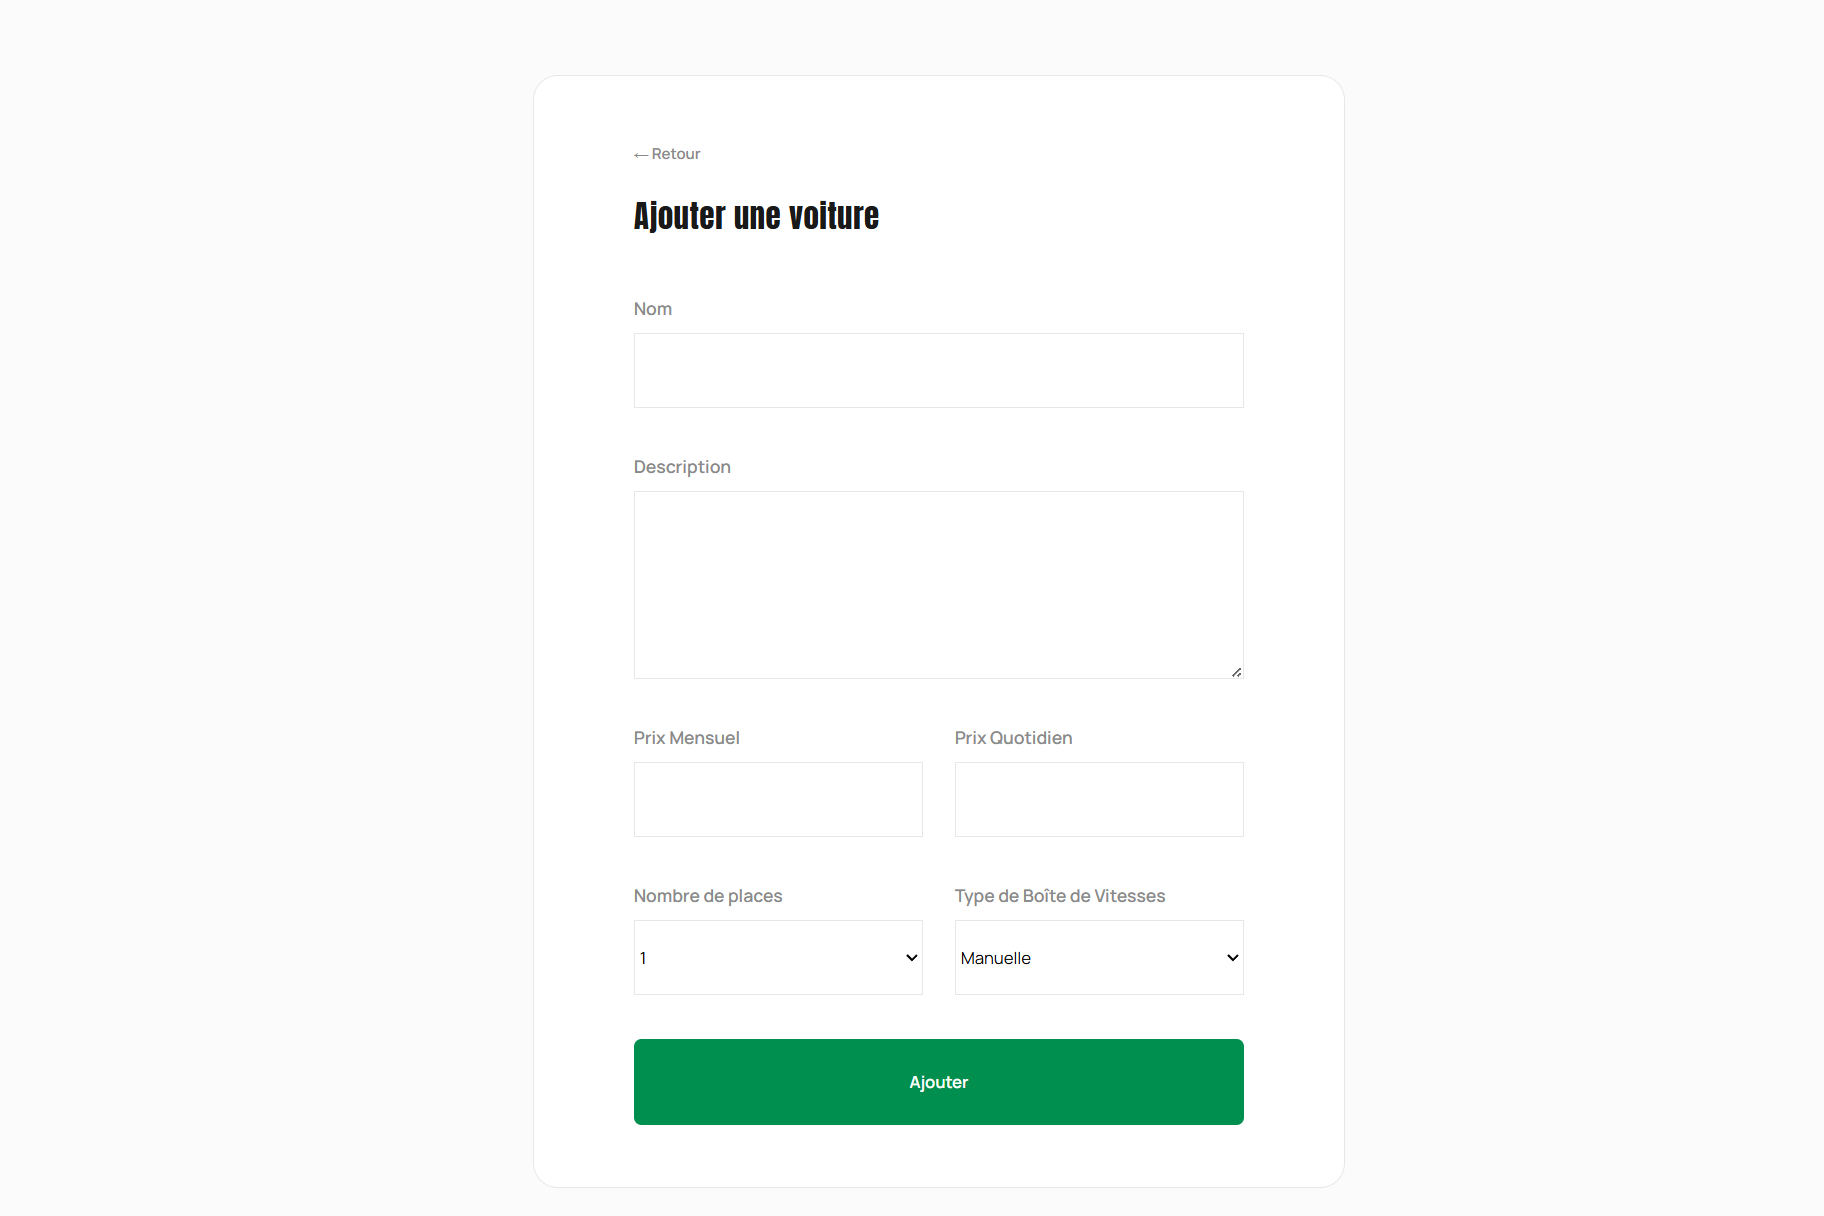 ← Retour
Ajouter une voiture
Nom
Description
Prix Mensuel
Prix Quotidien
Nombre de places
Type de Boîte de Vitesses
1
Manuelle
Ajouter